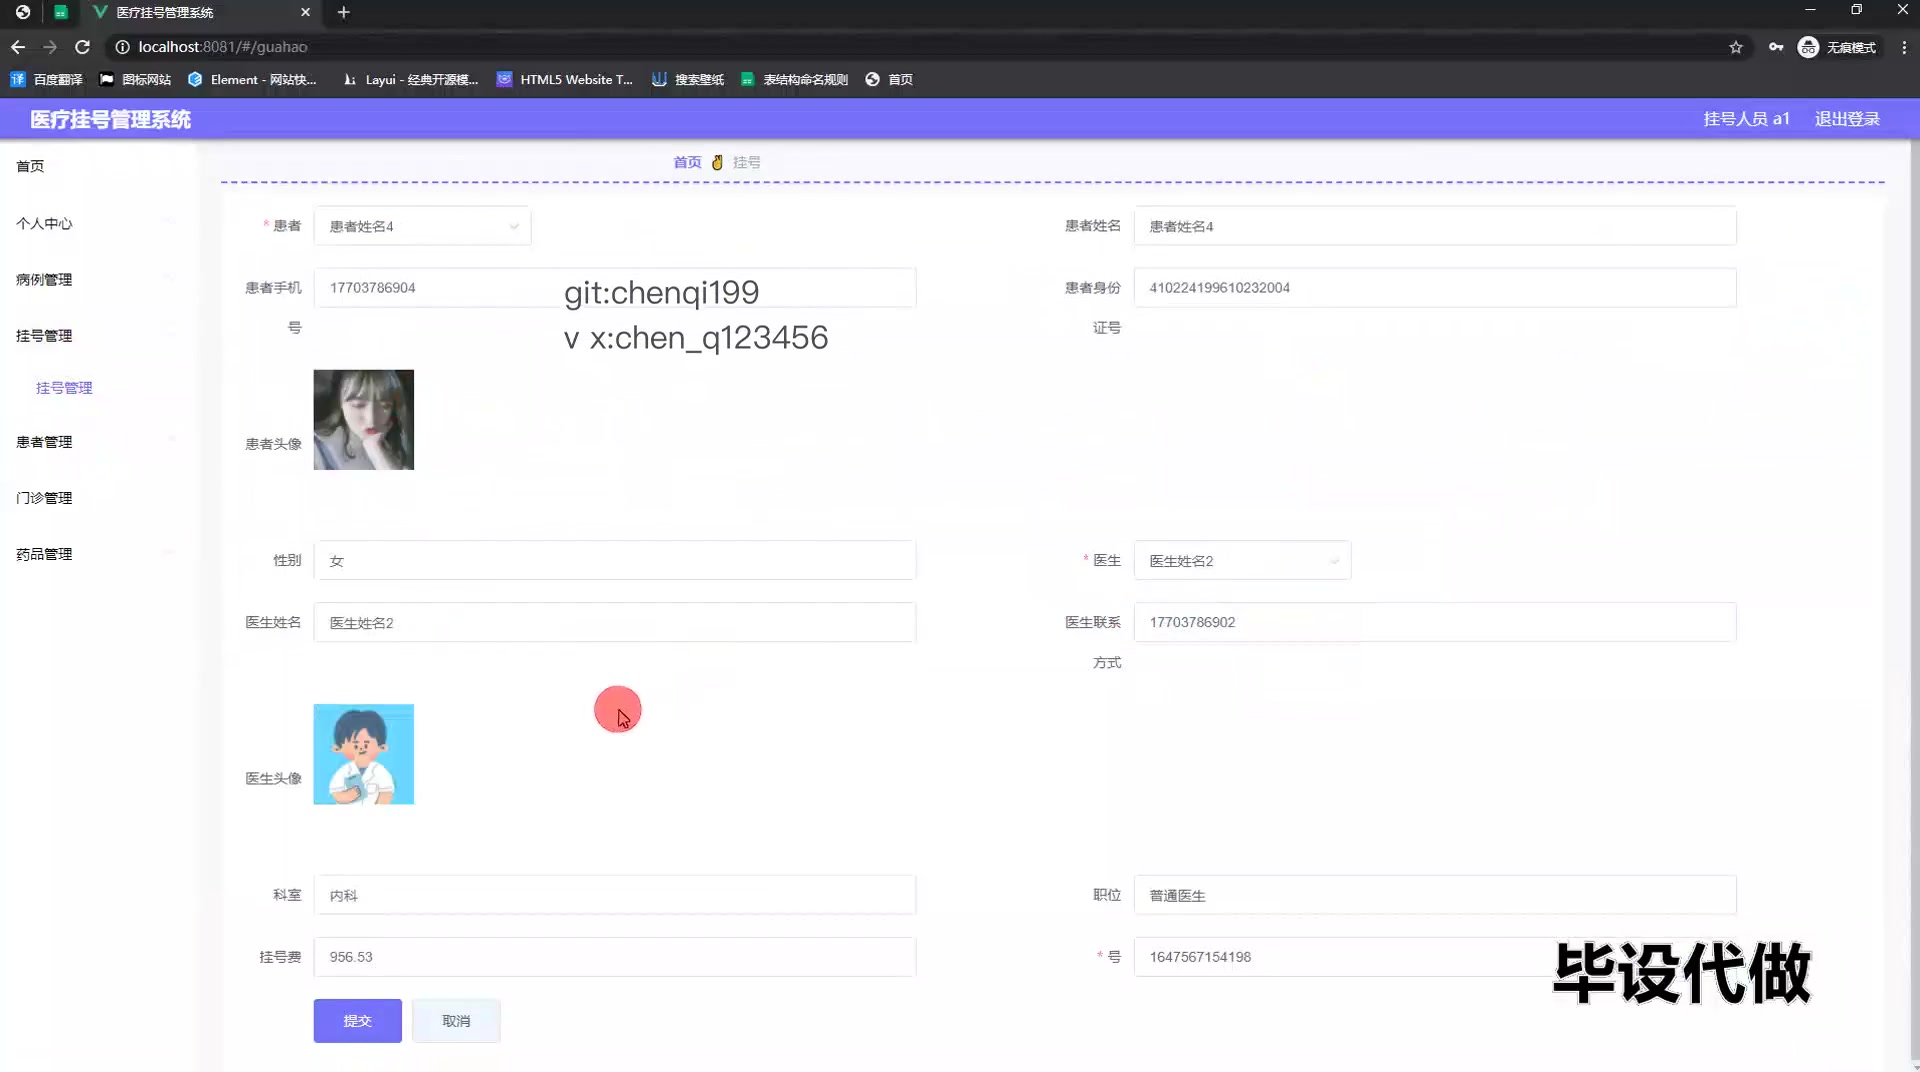 医疗挂号管理系统
localhost:8081/#/guahao
无痕模式
百度翻译 图标网站 Element - 网站快... Layui - 经典开源模... HTML5 Website T... 搜索壁纸 表结构命名规则 首页
医疗挂号管理系统
挂号人员 a1 退出登录
首页
个人中心
病例管理
挂号管理
挂号管理
患者管理
门诊管理
药品管理
首页 挂号
* 患者 患者姓名4
患者姓名 患者姓名4
患者手机号 17703786904
患者身份证号 410224199610232004
git:chenqi199
v x:chen_q123456
患者头像
性别 女
* 医生 医生姓名2
医生姓名 医生姓名2
医生联系方式 17703786902
医生头像
科室 内科
职位 普通医生
挂号费 956.53
* 号 1647567154198
毕设代做
提交 取消